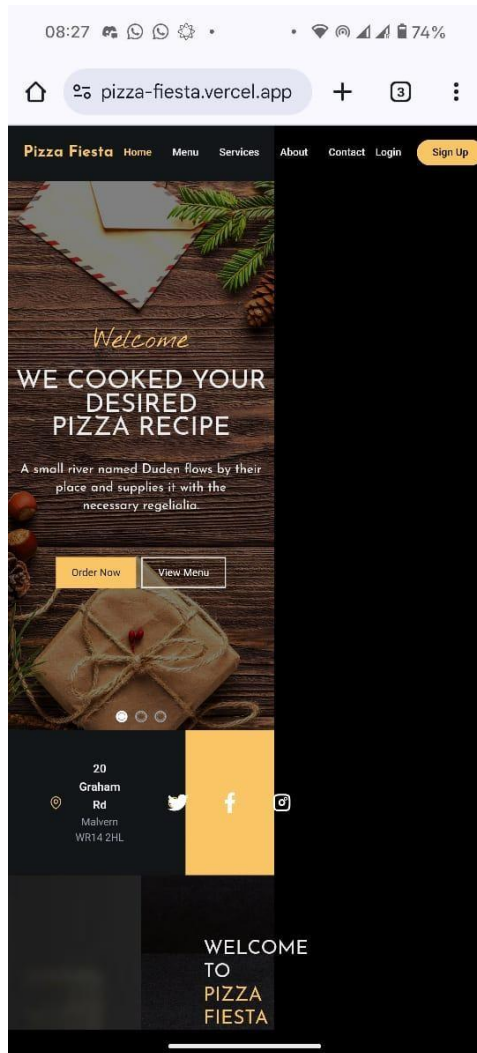 08:27 74%
pizza-fiesta.vercel.app 3
Pizza Fiesta Home Menu Services About Contact Login Sign Up
Welcome
WE COOKED YOUR
DESIRED
PIZZA RECIPE
A small river named Duden flows by their
place and supplies it with the
necessary regelialia.
Order Now View Menu
20
Graham
Rd
Malvern
WR14 2HL
WELCOME
TO
PIZZA
FIESTA